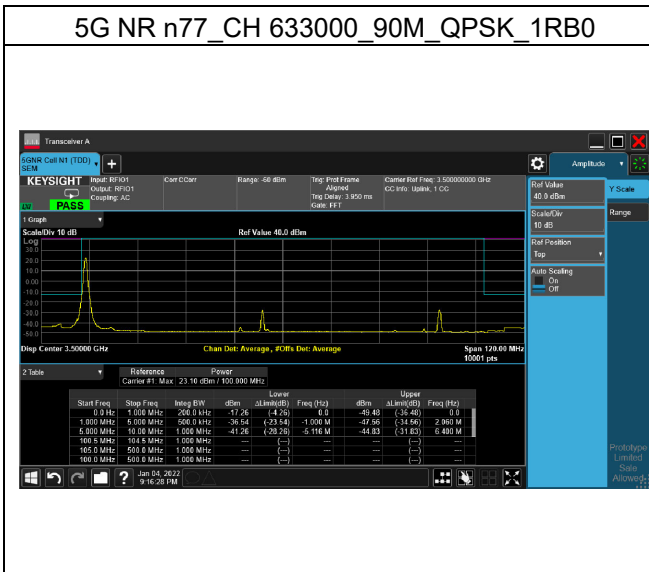 5G NR n77_CH 633000_90M_QPSK_1RB0
Transceiver A
5GNR Cell N1 (TDD)
SEM
Amplitude
KEYSIGHT
PASS
Input: RFIO1
Output: RFIO1
Coupling: AC
Corr CCorr
Range: -60 dBm
Trig: Prot Frame
Aligned
Trig Delay: 3.950 ms
Gate: FFT
Carrier Ref Freq: 3.500000000 GHz
CC Info: Uplink, 1 CC
Ref Value
40.0 dBm
Y Scale
Scale/Div
10 dB
Range
Ref Position
Top
Auto Scaling
On
Off
1 Graph
Scale/Div 10 dB
Ref Value 40.0 dBm
Log
30.0
20.0
10.0
0.00
-10.0
-20.0
-30.0
-40.0
-50.0
Disp Center 3.50000 GHz
Chan Det: Average, #Offs Det: Average
Span 120.00 MHz
10001 pts
2 Table
Reference Power
Carrier #1: Max 23.10 dBm / 100.000 MHz
Lower Upper
Start Freq Stop Freq Integ BW dBm ΔLimit(dB) Freq (Hz) dBm ΔLimit(dB) Freq (Hz)
0.0 Hz 1.000 MHz 200.0 kHz -17.26 (-4.26) 0.0 -49.48 (-36.48) 0.0
1.000 MHz 5.000 MHz 500.0 kHz -36.54 (-23.54) -1.000 M -47.56 (-34.56) 2.060 M
5.000 MHz 10.00 MHz 1.000 MHz -41.26 (-28.26) -5.116 M -44.83 (-31.83) 6.400 M
100.5 MHz 104.5 MHz 1.000 MHz --- (---) --- (---)
105.0 MHz 500.0 MHz 1.000 MHz --- (---) --- (---)
100.0 MHz 500.0 MHz 1.000 MHz --- (---) --- (---)
Jan 04, 2022
9:16:28 PM
Prototype
Limited
Sale
Allowed